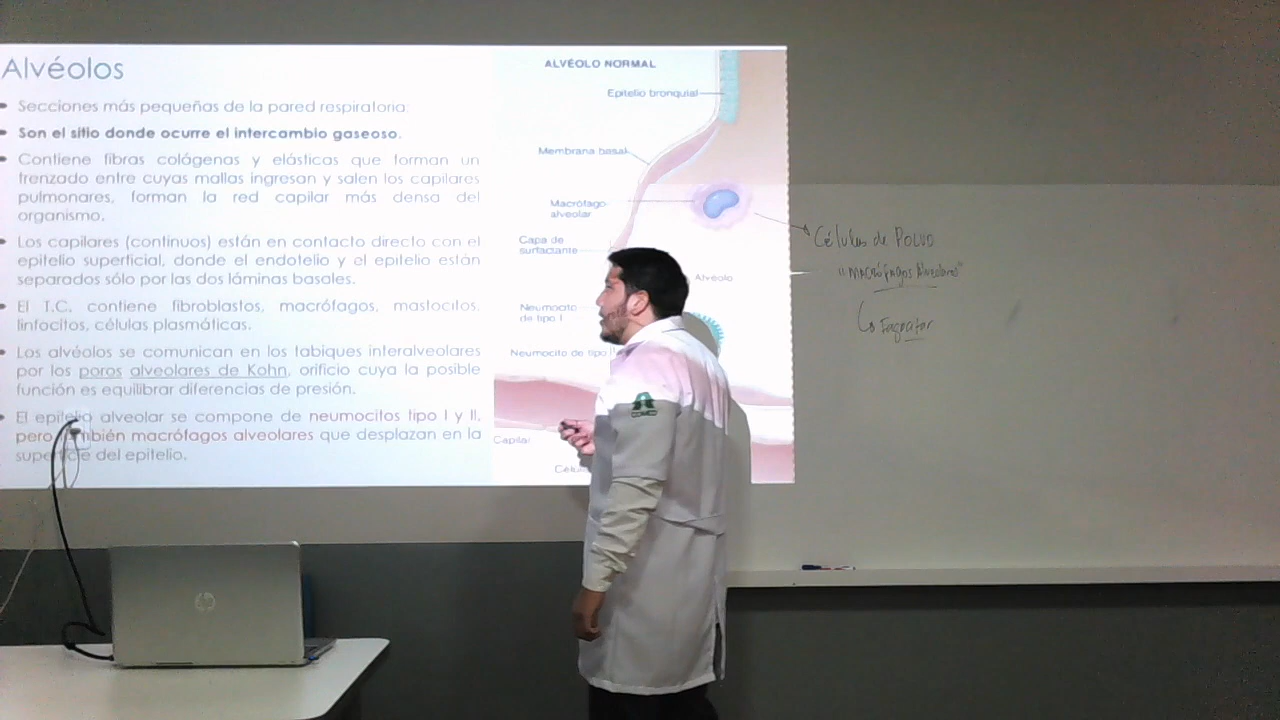 Alvéolos
Secciones más pequeñas de la pared respiratoria:
Son el sitio donde ocurre el intercambio gaseoso.
Contiene fibras colágenas y elásticas que forman un
trenzado entre cuyas mallas ingresan y salen los capilares
pulmonares, forman la red capilar más densa del
organismo.
Los capilares (continuos) están en contacto directo con el
epitelio superficial, donde el endotelio y el epitelio están
separados sólo por las dos láminas basales.
El T.C. contiene fibroblastos, macrófagos, mastocitos,
linfocitos, células plasmáticas.
Los alvéolos se comunican en los tabiques interalveolares
por los poros alveolares de Kohn, orificio cuya la posible
función es equilibrar diferencias de presión.
El epitelio alveolar se compone de neumocitos tipo I y II,
pero también macrófagos alveolares que desplazan en la
superficie del epitelio.
ALVÉOLO NORMAL
Epitelio bronquial
Membrana basal
Macrófago
alveolar
Capa de
surfactante
Alveolo
Neumocito
de tipo I
Neumocito de tipo II
Capilar
Células de Polvo
"Macrófagos Alveolares"
Fagocitar
hp